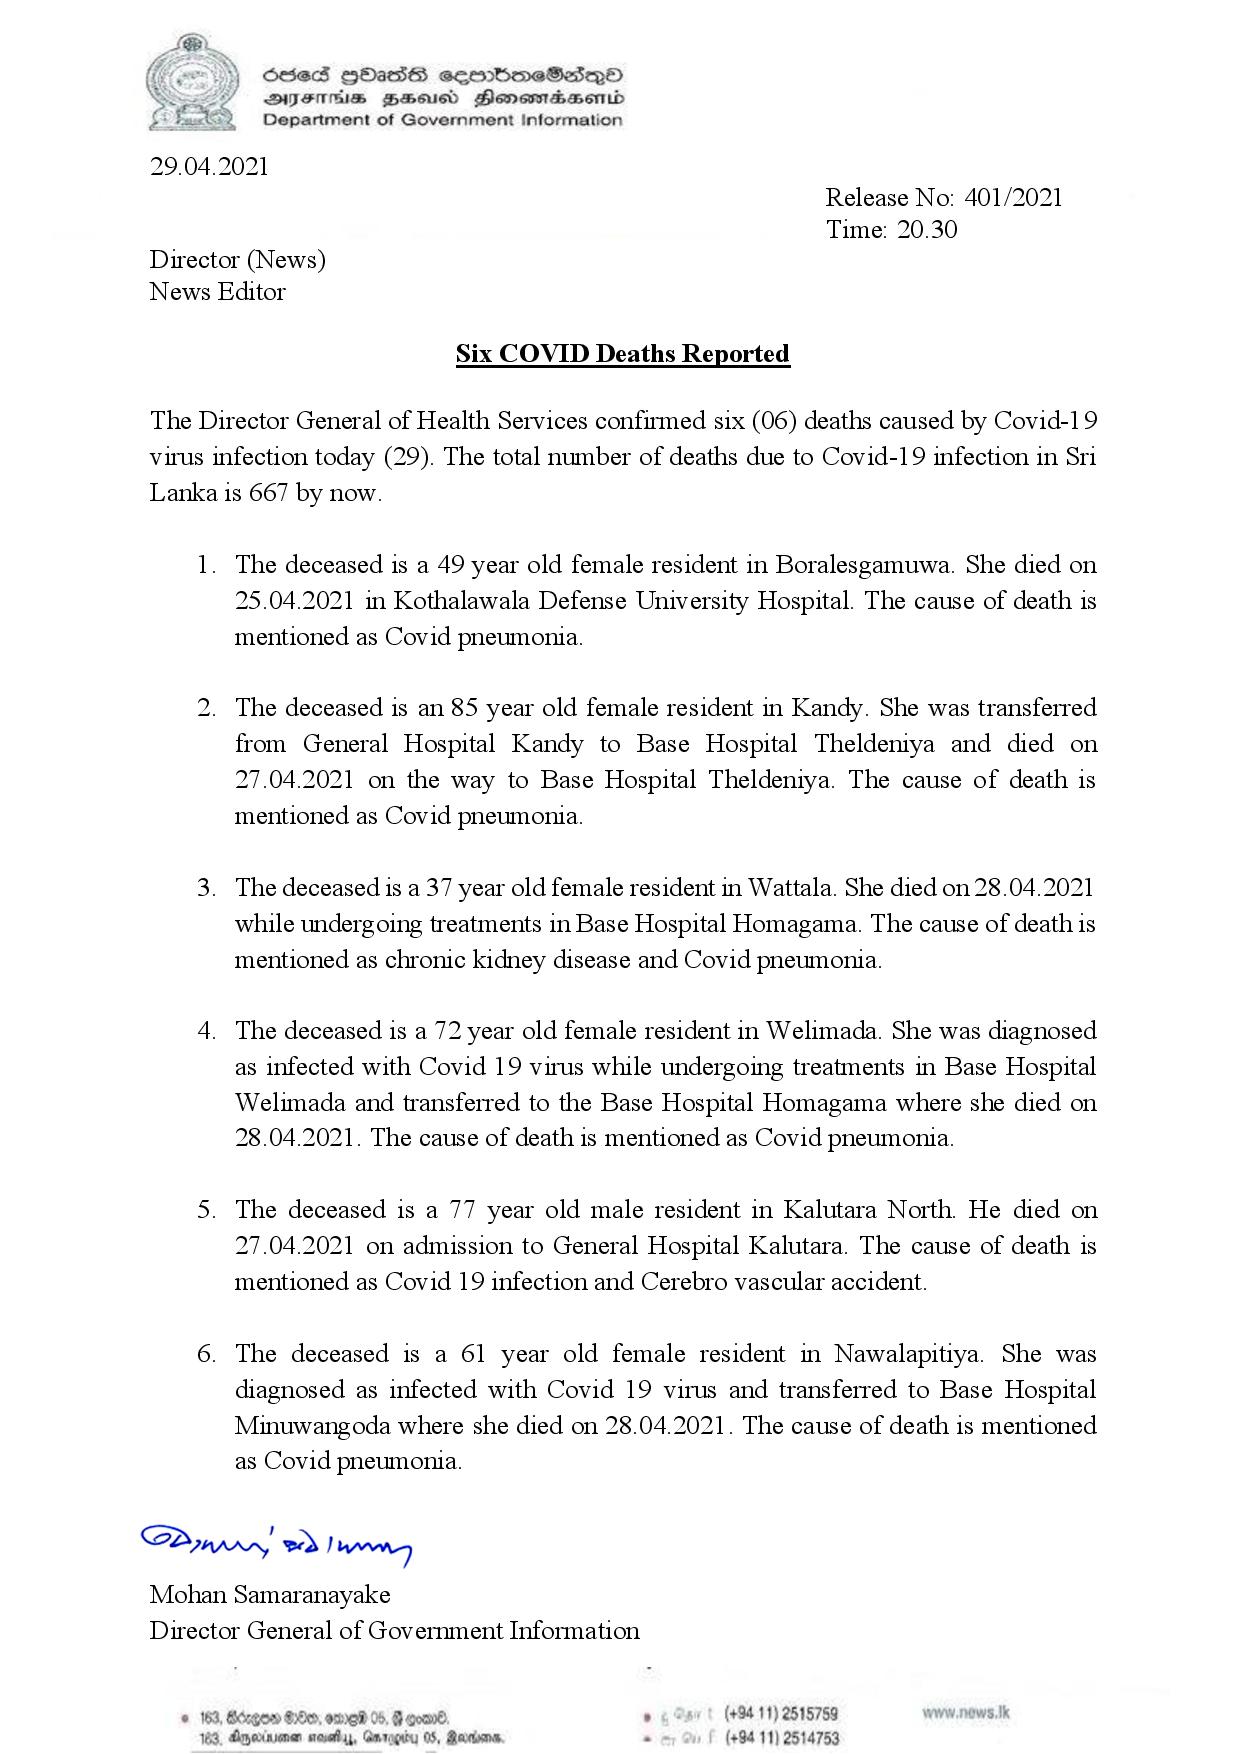 රජයේ ප්‍රවෘත්ති දෙපාර්තමේන්තුව
அரசாங்க தகவல் திணைக்களம்
Department of Government Information
29.04.2021
Release No: 401/2021
Time: 20.30
Director (News)
News Editor
Six COVID Deaths Reported
The Director General of Health Services confirmed six (06) deaths caused by Covid-19
virus infection today (29). The total number of deaths due to Covid-19 infection in Sri
Lanka is 667 by now.
1. The deceased is a 49 year old female resident in Boralesgamuwa. She died on
25.04.2021 in Kothalawala Defense University Hospital. The cause of death is
mentioned as Covid pneumonia.
2. The deceased is an 85 year old female resident in Kandy. She was transferred
from General Hospital Kandy to Base Hospital Theldeniya and died on
27.04.2021 on the way to Base Hospital Theldeniya. The cause of death is
mentioned as Covid pneumonia.
3. The deceased is a 37 year old female resident in Wattala. She died on 28.04.2021
while undergoing treatments in Base Hospital Homagama. The cause of death is
mentioned as chronic kidney disease and Covid pneumonia.
4. The deceased is a 72 year old female resident in Welimada. She was diagnosed
as infected with Covid 19 virus while undergoing treatments in Base Hospital
Welimada and transferred to the Base Hospital Homagama where she died on
28.04.2021. The cause of death is mentioned as Covid pneumonia.
5. The deceased is a 77 year old male resident in Kalutara North. He died on
27.04.2021 on admission to General Hospital Kalutara. The cause of death is
mentioned as Covid 19 infection and Cerebro vascular accident.
6. The deceased is a 61 year old female resident in Nawalapitiya. She was
diagnosed as infected with Covid 19 virus and transferred to Base Hospital
Minuwangoda where she died on 28.04.2021. The cause of death is mentioned
as Covid pneumonia.
Mohan Samaranayake
Director General of Government Information
163, කිරුලපන මාවත, කොළඹ 05, ශ්‍රී ලංකාව.
163, கிருலப்பனை எவனியூ, கொழும்பு 05, இலங்கை.
(+94 11) 2515759
(+94 11) 2514753
www.news.lk